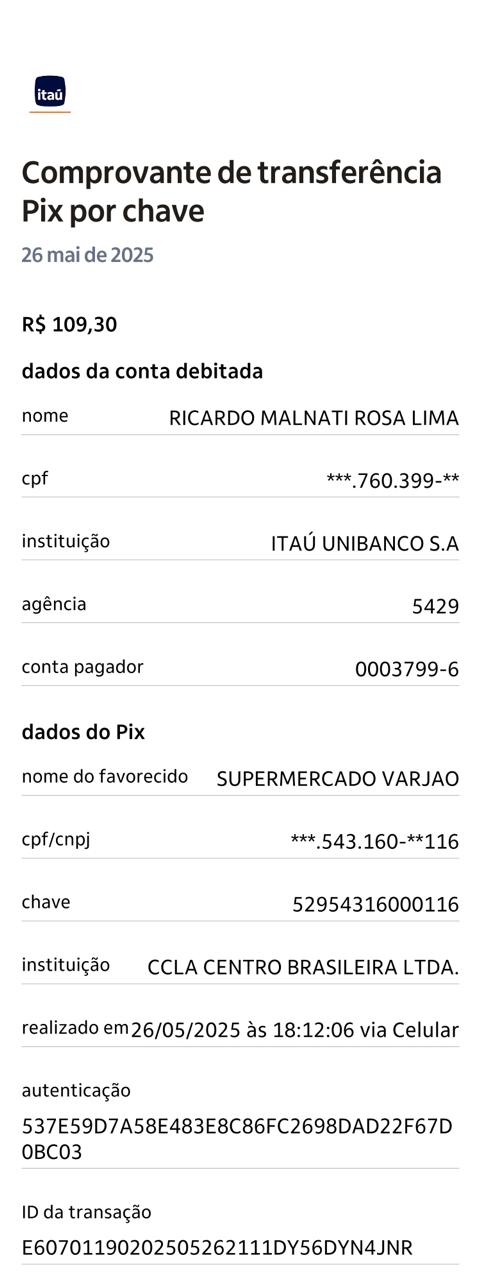 itaú
Comprovante de transferência
Pix por chave
26 mai de 2025
R$ 109,30
dados da conta debitada
nome RICARDO MALNATI ROSA LIMA
cpf ***.760.399-**
instituição ITAÚ UNIBANCO S.A
agência 5429
conta pagador 0003799-6
dados do Pix
nome do favorecido SUPERMERCADO VARJAO
cpf/cnpj ***.543.160-**116
chave 52954316000116
instituição CCLA CENTRO BRASILEIRA LTDA.
realizado em 26/05/2025 às 18:12:06 via Celular
autenticação
537E59D7A58E483E8C86FC2698DAD22F67D
0BC03
ID da transação
E60701190202505262111DY56DYN4JNR